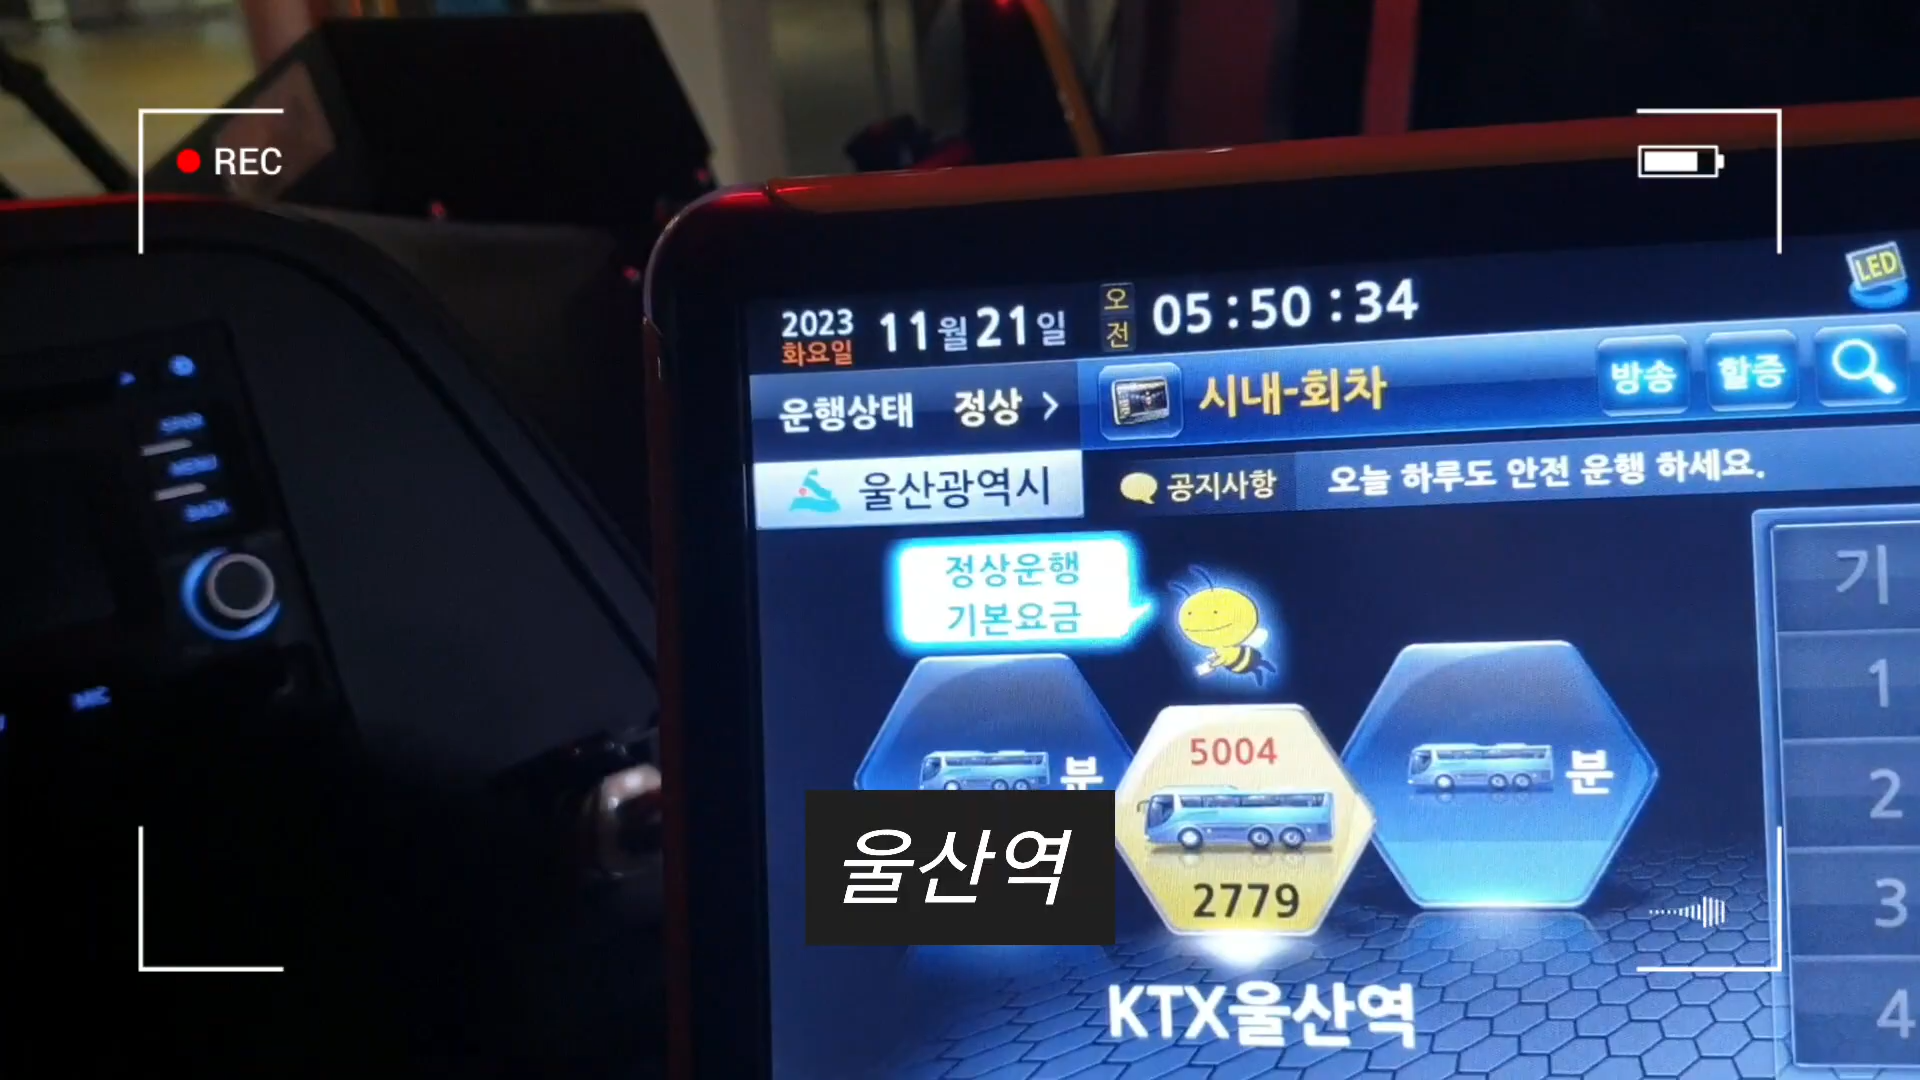 REC
LED
2023
화요일
11월 21일
오전
05:50:34
운행상태 정상 >
시내-회차
방송
할증
울산광역시
공지사항
오늘 하루도 안전 운행 하세요.
정상운행
기본요금
기
1
2
3
4
분
5004
2779
분
울산역
KTX울산역
MENU
BACK
MIC